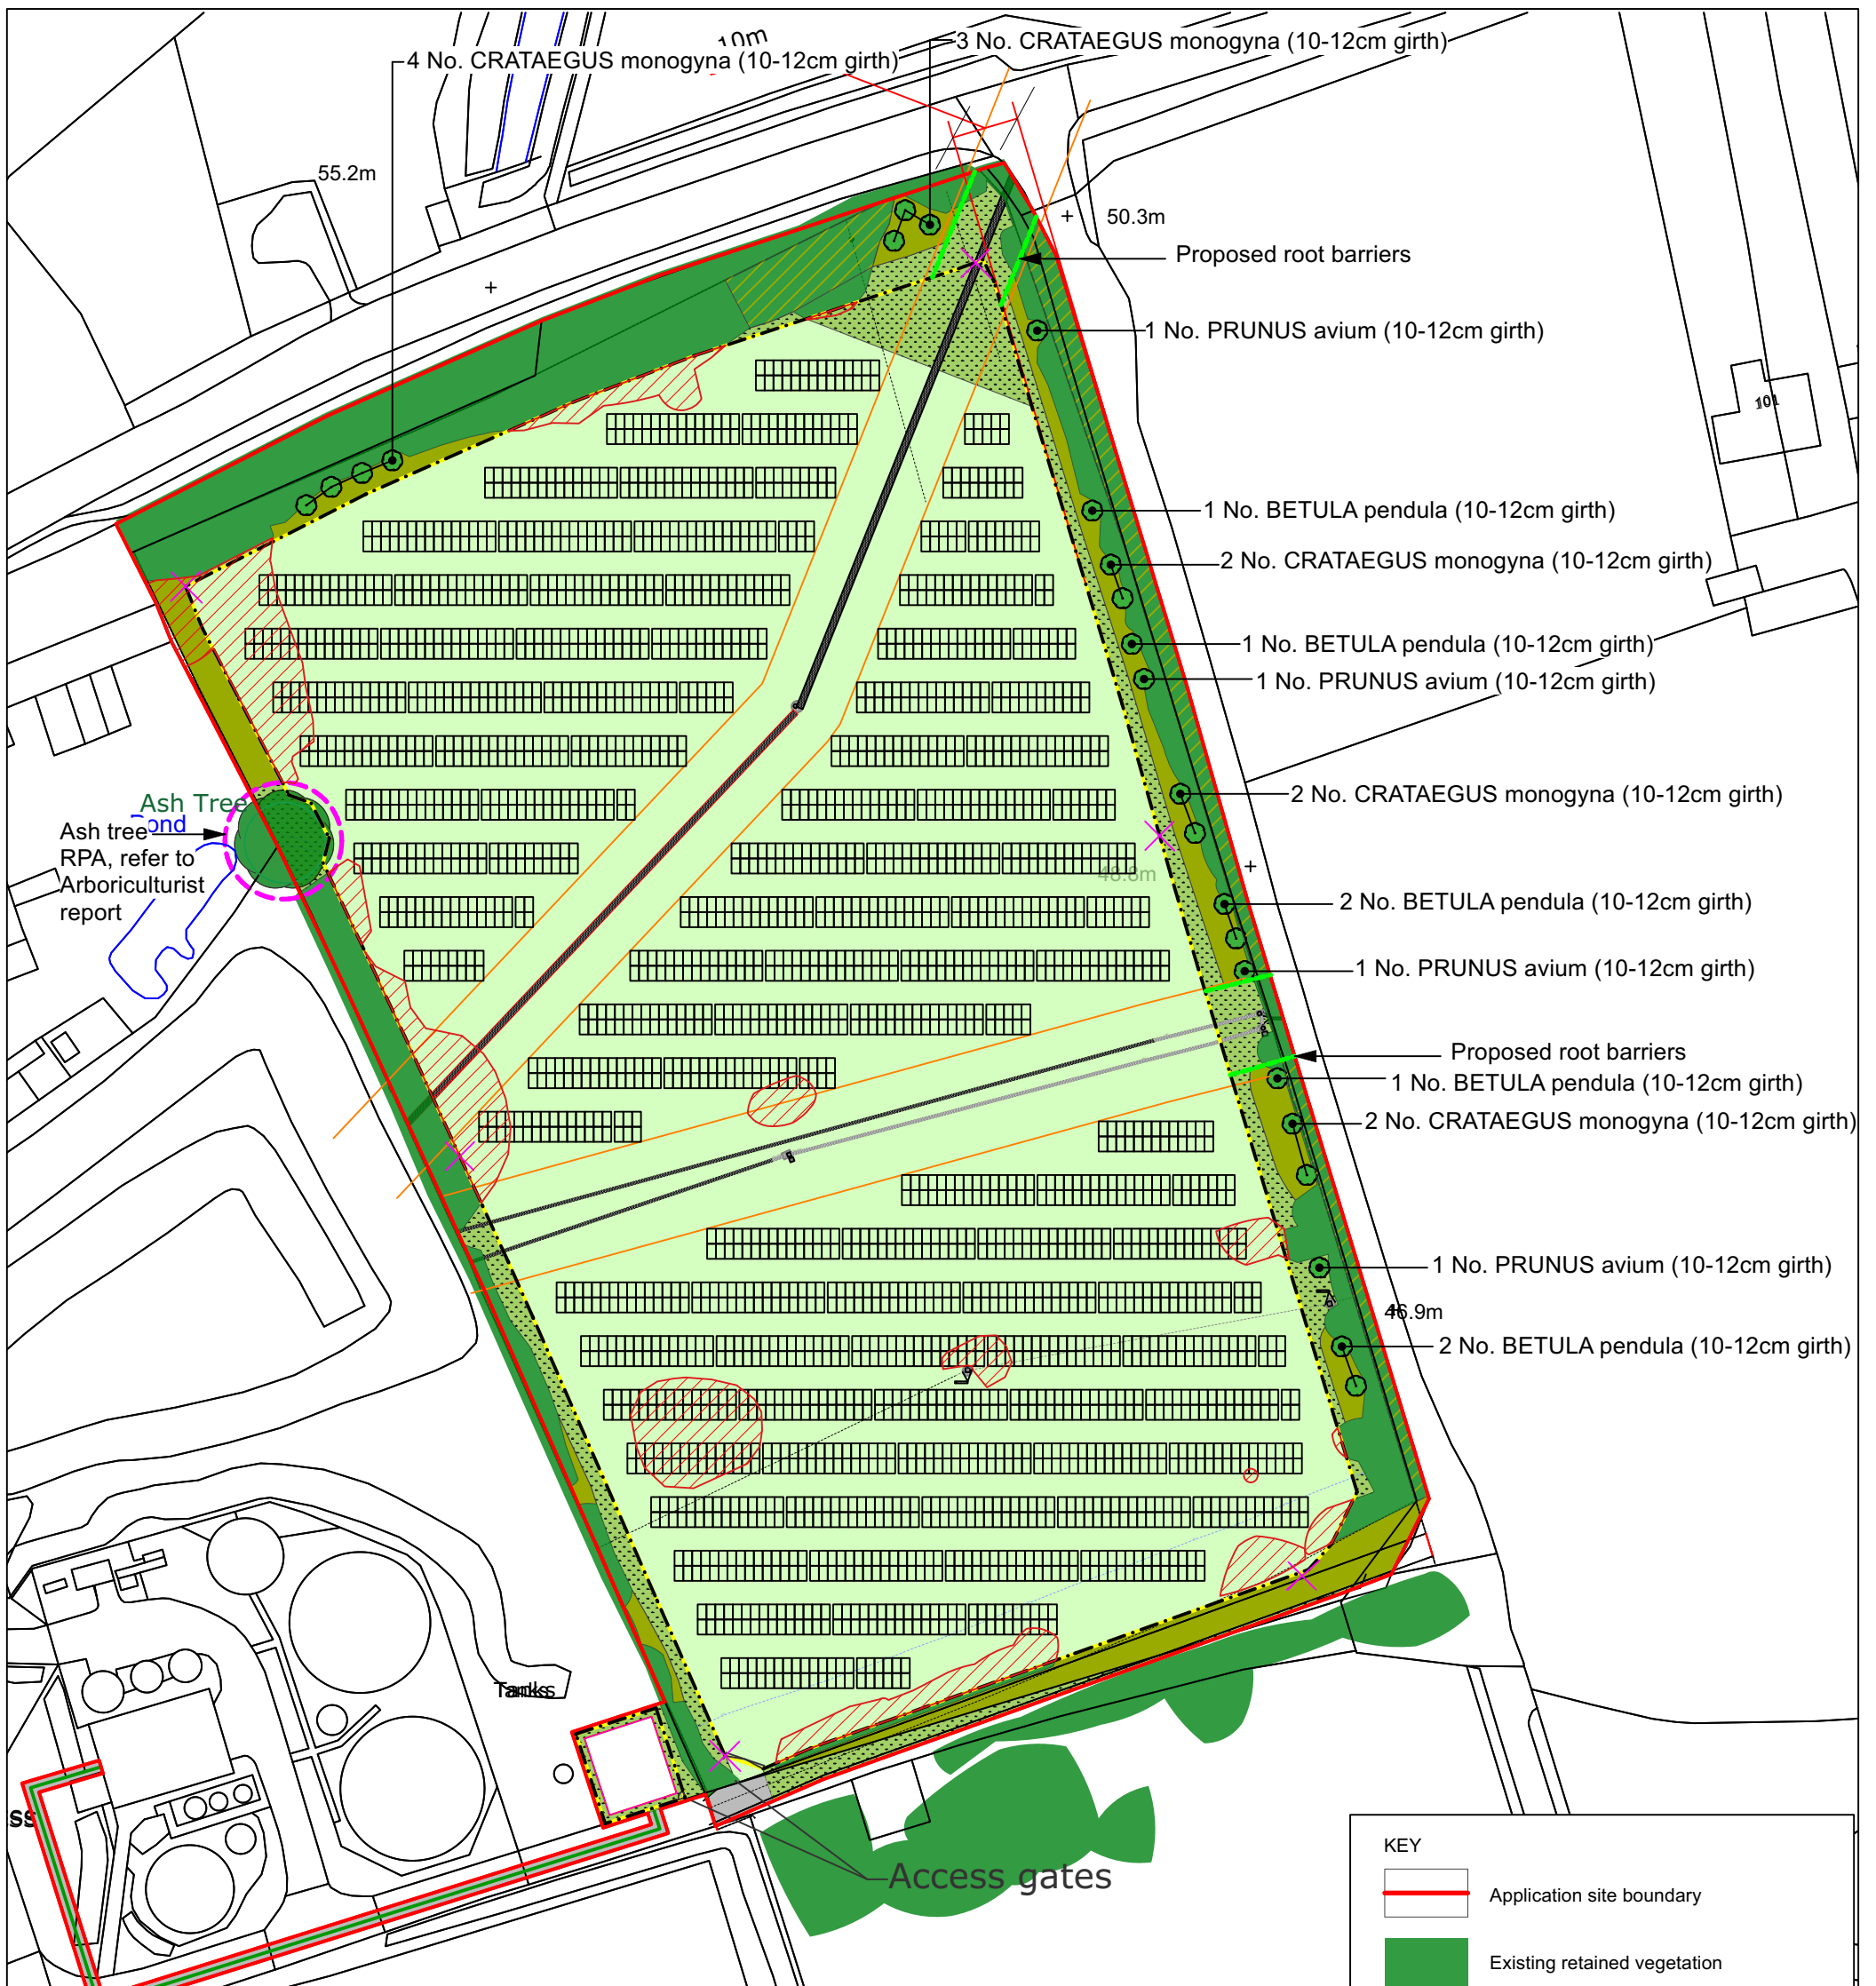 10m
3 No. CRATAEGUS monogyna (10-12cm girth)
4 No. CRATAEGUS monogyna (10-12cm girth)
55.2m
50.3m
Proposed root barriers
1 No. PRUNUS avium (10-12cm girth)
101
1 No. BETULA pendula (10-12cm girth)
2 No. CRATAEGUS monogyna (10-12cm girth)
1 No. BETULA pendula (10-12cm girth)
1 No. PRUNUS avium (10-12cm girth)
2 No. CRATAEGUS monogyna (10-12cm girth)
Ash Tree
Pond
Ash tree
RPA, refer to
Arboriculturist
report
48.8m
2 No. BETULA pendula (10-12cm girth)
1 No. PRUNUS avium (10-12cm girth)
Proposed root barriers
1 No. BETULA pendula (10-12cm girth)
2 No. CRATAEGUS monogyna (10-12cm girth)
1 No. PRUNUS avium (10-12cm girth)
46.9m
2 No. BETULA pendula (10-12cm girth)
Tanks
ss
Access gates
KEY
Application site boundary
Existing retained vegetation